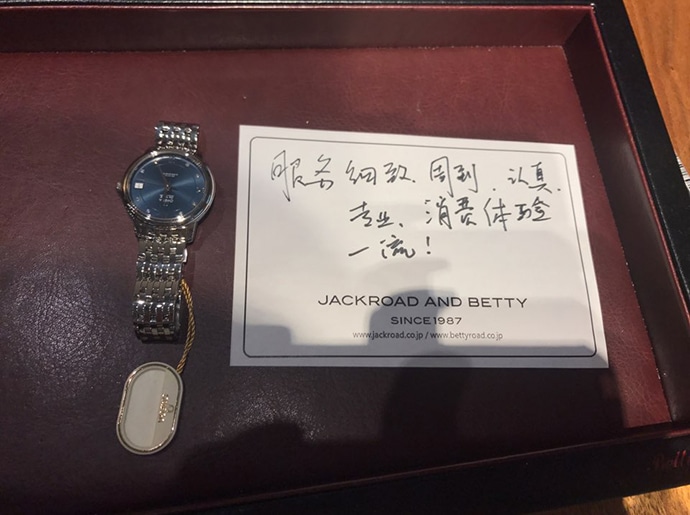 服务细致、周到、认真、
专业、消费体验
一流！
JACKROAD AND BETTY
SINCE1987
www.jackroad.co.jp / www.bettyroad.co.jp